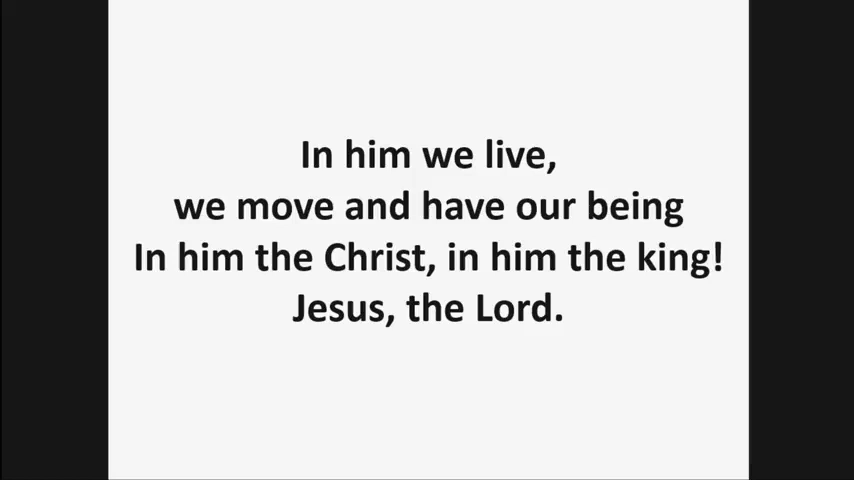 In him we live,
we move and have our being
In him the Christ, in him the king!
Jesus, the Lord.